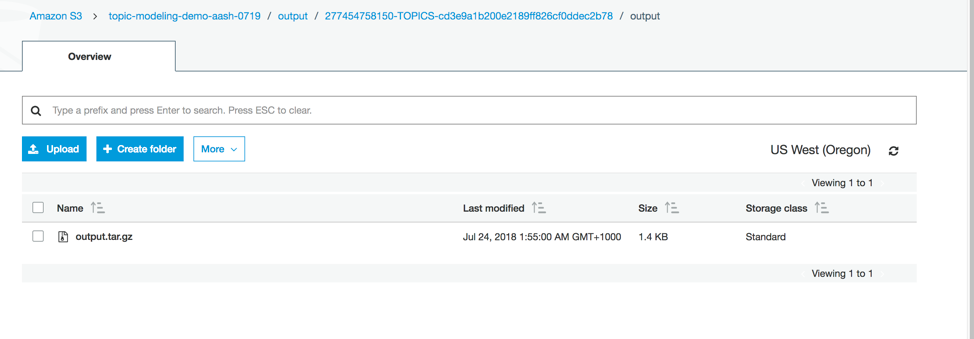 Amazon S3 > topic-modeling-demo-aash-0719 / output / 277454758150-TOPICS-cd3e9a1b200e2189ff826cf0ddec2b78 / output
Overview
Type a prefix and press Enter to search. Press ESC to clear.
Upload + Create folder More US West (Oregon)
Viewing 1 to 1
Name Last modified Size Storage class
output.tar.gz Jul 24, 2018 1:55:00 AM GMT+1000 1.4 KB Standard
Viewing 1 to 1